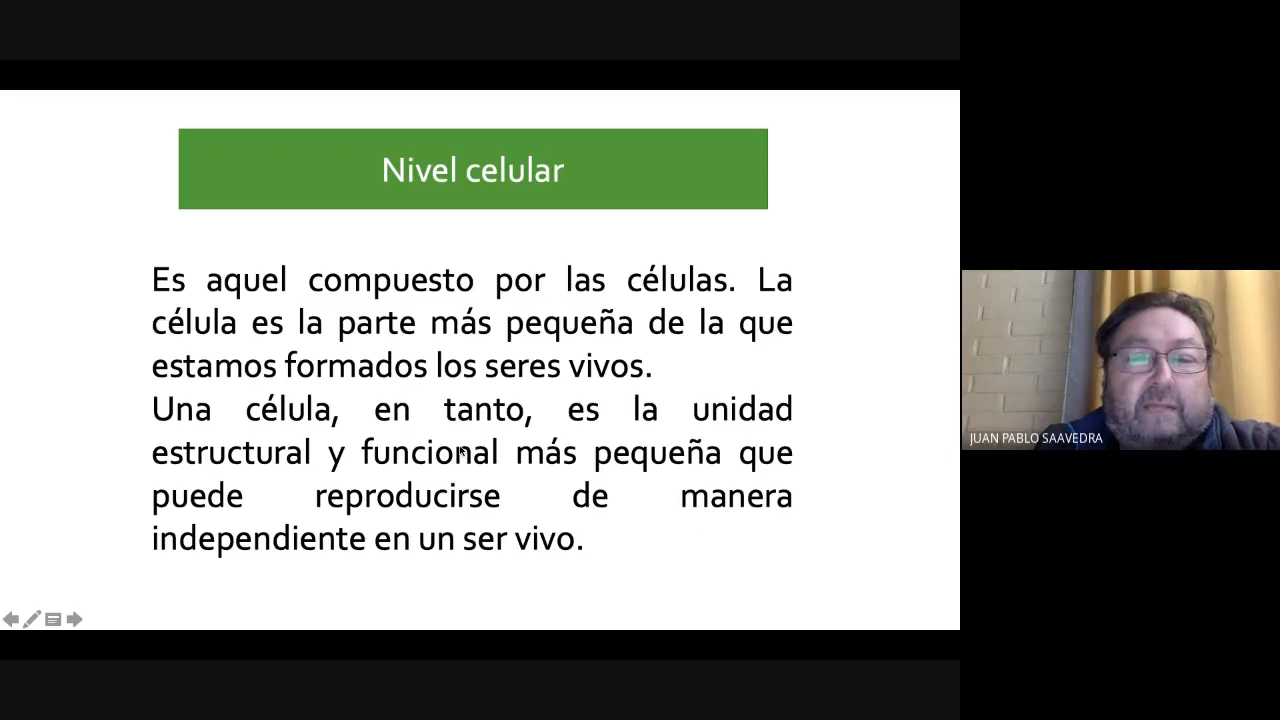 Nivel celular
Es aquel compuesto por las células. La
célula es la parte más pequeña de la que
estamos formados los seres vivos.
Una célula, en tanto, es la unidad
estructural y funcional más pequeña que
puede reproducirse de manera
independiente en un ser vivo.
JUAN PABLO SAAVEDRA